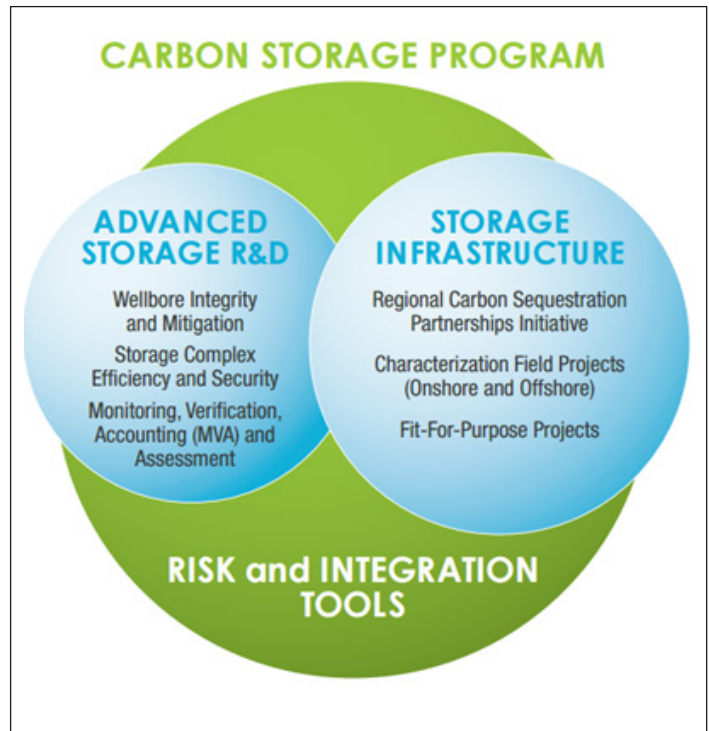 CARBON STORAGE PROGRAM
ADVANCED
STORAGE R&D
Wellbore Integrity
and Mitigation
Storage Complex
Efficiency and Security
Monitoring, Verification,
Accounting (MVA) and
Assessment
STORAGE
INFRASTRUCTURE
Regional Carbon Sequestration
Partnerships Initiative
Characterization Field Projects
(Onshore and Offshore)
Fit-For-Purpose Projects
RISK and INTEGRATION
TOOLS